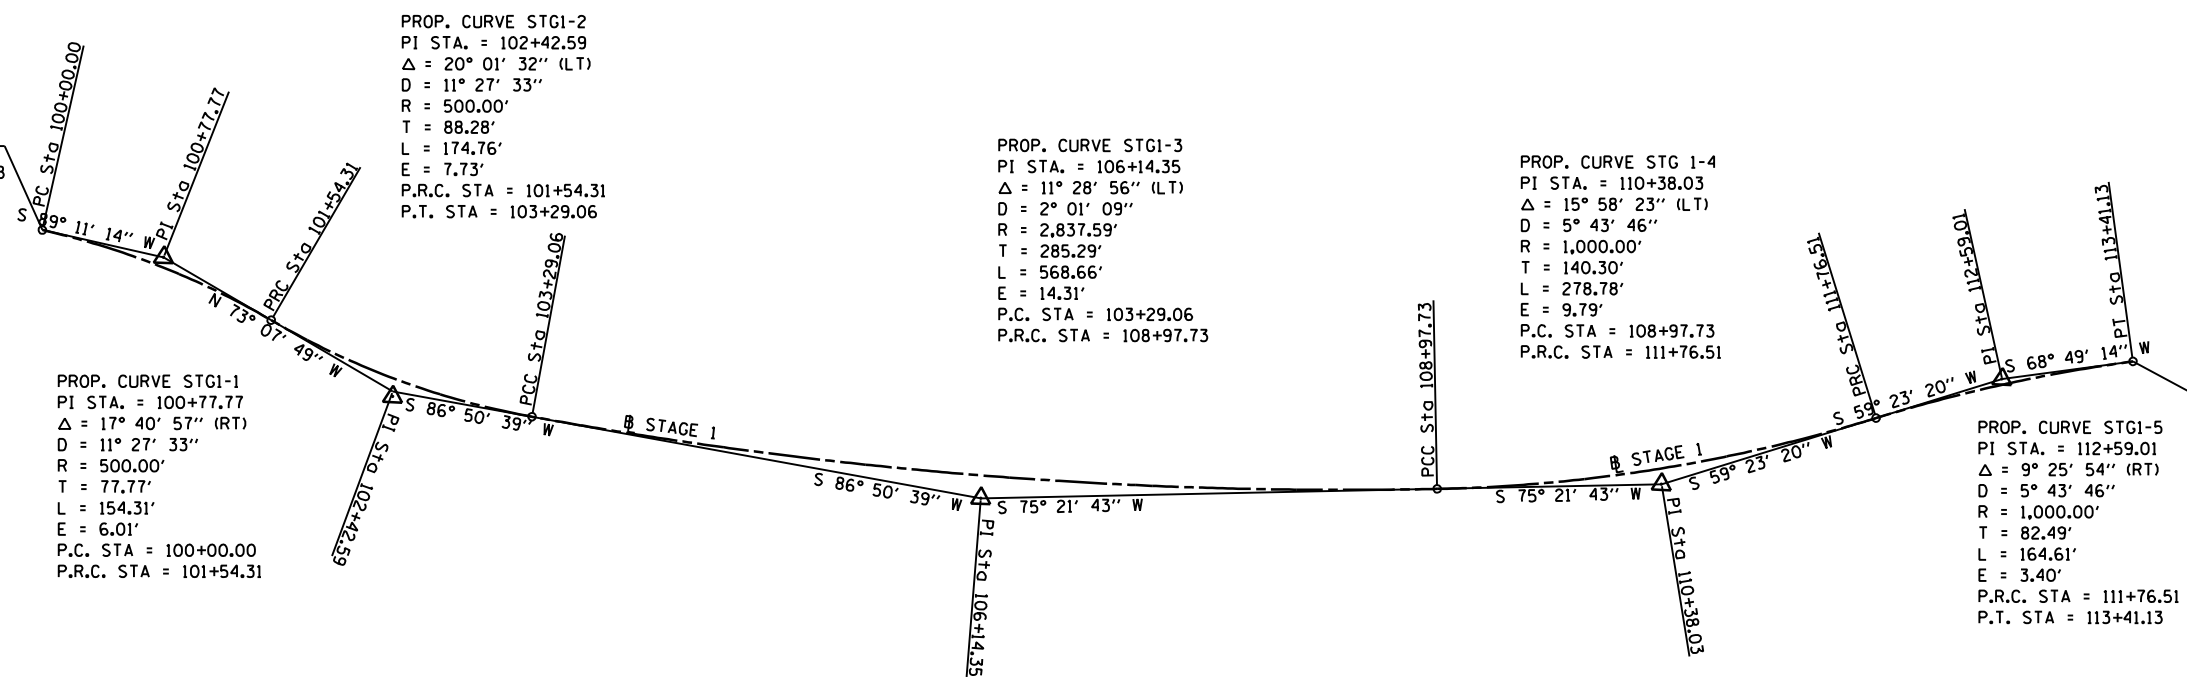 PROP. CURVE STG1-2
PI STA. = 102+42.59
Δ = 20° 01' 32'' (LT)
D = 11° 27' 33''
R = 500.00'
T = 88.28'
L = 174.76'
E = 7.73'
P.R.C. STA = 101+54.31
P.T. STA = 103+29.06
PROP. CURVE STG1-3
PI STA. = 106+14.35
Δ = 11° 28' 56'' (LT)
D = 2° 01' 09''
R = 2,837.59'
T = 285.29'
L = 568.66'
E = 14.31'
P.C. STA = 103+29.06
P.R.C. STA = 108+97.73
PROP. CURVE STG 1-4
PI STA. = 110+38.03
Δ = 15° 58' 23'' (LT)
D = 5° 43' 46''
R = 1,000.00'
T = 140.30'
L = 278.78'
E = 9.79'
P.C. STA = 108+97.73
P.R.C. STA = 111+76.51
PROP. CURVE STG1-1
PI STA. = 100+77.77
Δ = 17° 40' 57'' (RT)
D = 11° 27' 33''
R = 500.00'
T = 77.77'
L = 154.31'
E = 6.01'
P.C. STA = 100+00.00
P.R.C. STA = 101+54.31
PROP. CURVE STG1-5
PI STA. = 112+59.01
Δ = 9° 25' 54'' (RT)
D = 5° 43' 46''
R = 1,000.00'
T = 82.49'
L = 164.61'
E = 3.40'
P.R.C. STA = 111+76.51
P.T. STA = 113+41.13
PC Sta 100+00.00
PI Sta 100+77.77
PRC Sta 101+54.31
PI Sta 102+42.59
PCC Sta 103+29.06
PI Sta 106+14.35
PCC Sta 108+97.73
PI Sta 110+38.03
PRC Sta 111+76.51
PI Sta 112+59.01
PT Sta 113+41.13
S 89° 11' 14'' W
N 73° 07' 49'' W
S 86° 50' 39'' W
BL STAGE 1
S 86° 50' 39'' W
S 75° 21' 43'' W
S 75° 21' 43'' W
BL STAGE 1
S 59° 23' 20'' W
S 59° 23' 20'' W
S 68° 49' 14'' W